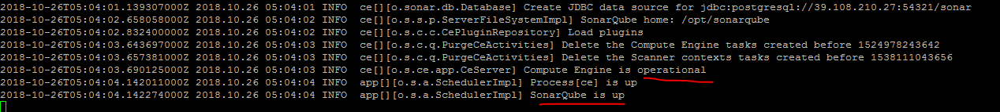 2018-10-26T05:04:01.139307000Z 2018.10.26 05:04:01 INFO  ce[][o.sonar.db.Database] Create JDBC data source for jdbc:postgresql://39.108.210.27:54321/sonar
2018-10-26T05:04:02.658058000Z 2018.10.26 05:04:02 INFO  ce[][o.s.s.p.ServerFileSystemImpl] SonarQube home: /opt/sonarqube
2018-10-26T05:04:02.832400000Z 2018.10.26 05:04:02 INFO  ce[][o.s.c.c.CePluginRepository] Load plugins
2018-10-26T05:04:03.643697000Z 2018.10.26 05:04:03 INFO  ce[][o.s.c.q.PurgeCeActivities] Delete the Compute Engine tasks created before 1524978243642
2018-10-26T05:04:03.657381000Z 2018.10.26 05:04:03 INFO  ce[][o.s.c.q.PurgeCeActivities] Delete the Scanner contexts tasks created before 1538111043656
2018-10-26T05:04:03.690125000Z 2018.10.26 05:04:03 INFO  ce[][o.s.ce.app.CeServer] Compute Engine is operational
2018-10-26T05:04:04.142011000Z 2018.10.26 05:04:04 INFO  app[][o.s.a.SchedulerImpl] Process[ce] is up
2018-10-26T05:04:04.142274000Z 2018.10.26 05:04:04 INFO  app[][o.s.a.SchedulerImpl] SonarQube is up